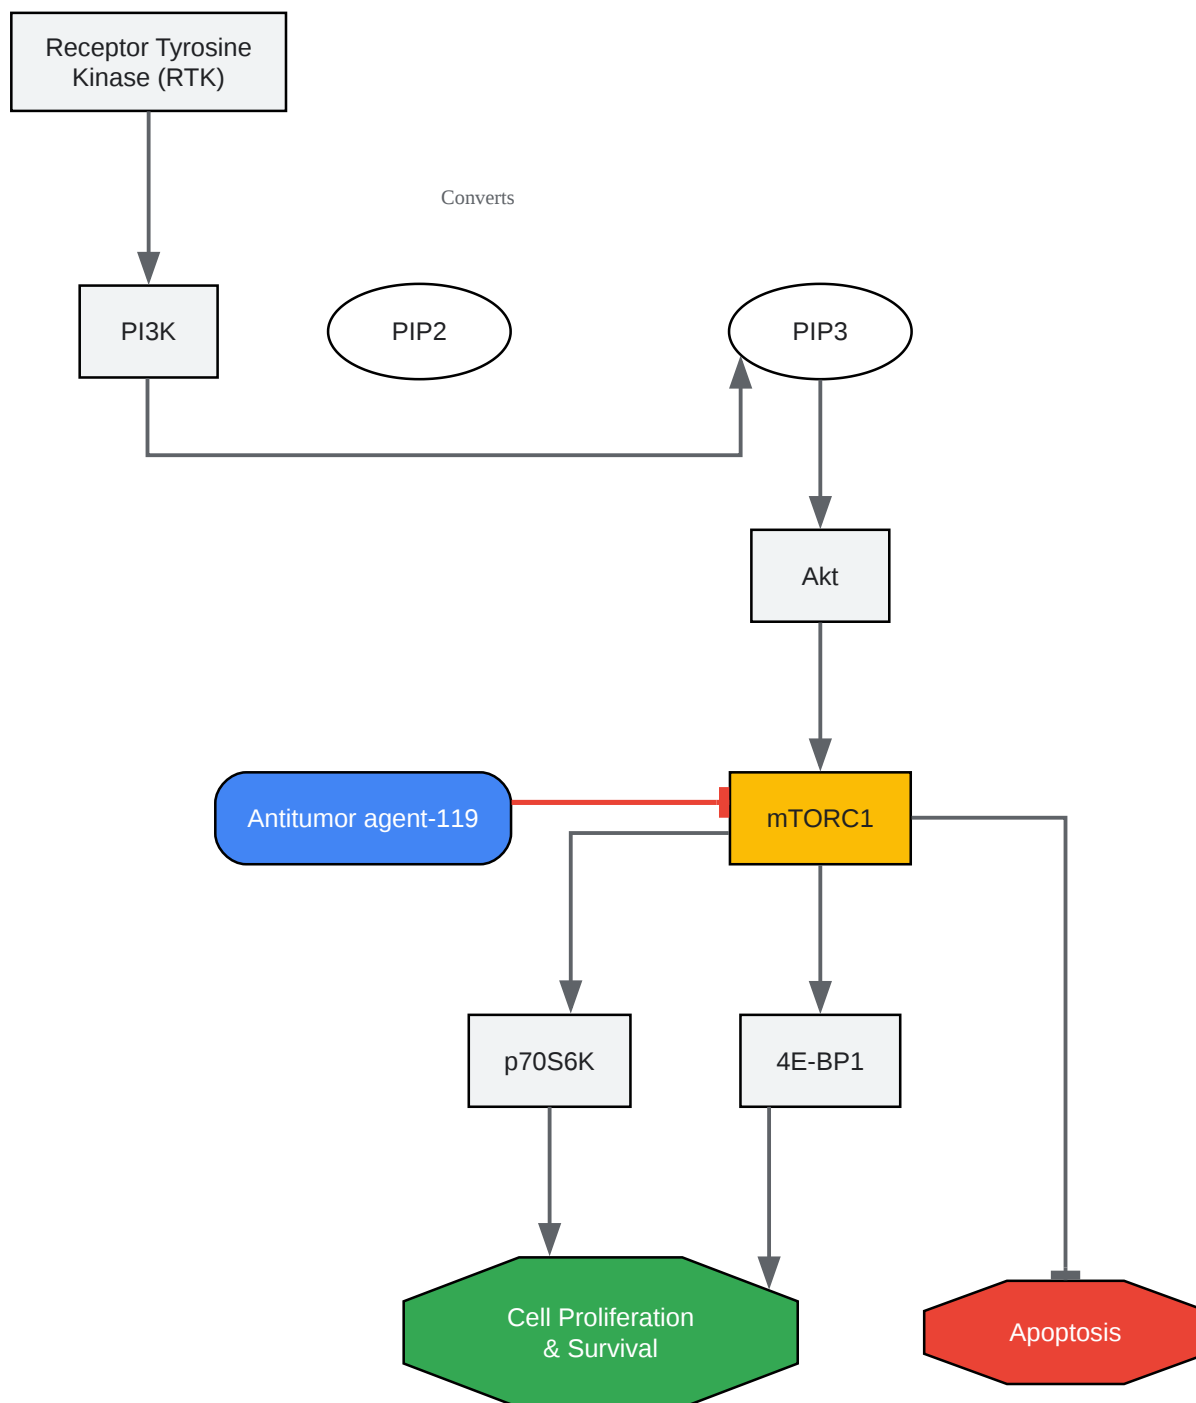 Receptor Tyrosine
Kinase (RTK)
Converts
PI3K
PIP2
PIP3
Akt
Antitumor agent-119
mTORC1
p70S6K
4E-BP1
Cell Proliferation
& Survival
Apoptosis